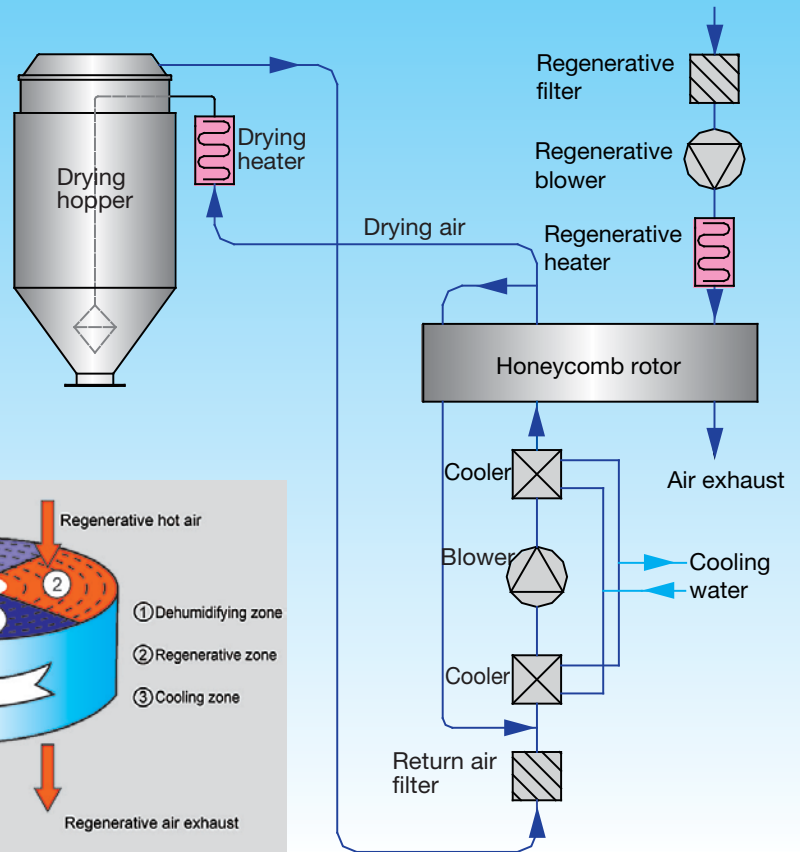 Regenerative
filter
Drying
heater
Drying
hopper
Regenerative
blower
Drying air
Regenerative
heater
Honeycomb rotor
Cooler
Air exhaust
Blower
Cooling
water
Cooler
Return air
filter
Regenerative hot air
②
①Dehumidifying zone
②Regenerative zone
③Cooling zone
Regenerative air exhaust